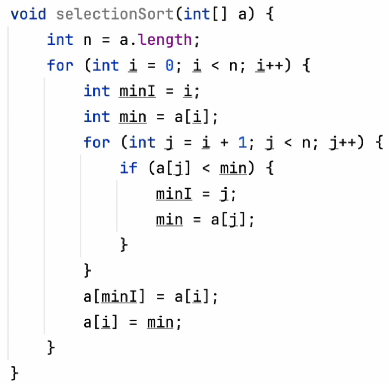 void selectionSort(int[] a) {
    int n = a.length;
    for (int i = 0; i < n; i++) {
        int minI = i;
        int min = a[i];
        for (int j = i + 1; j < n; j++) {
            if (a[j] < min) {
                minI = j;
                min = a[j];
            }
        }
        a[minI] = a[i];
        a[i] = min;
    }
}